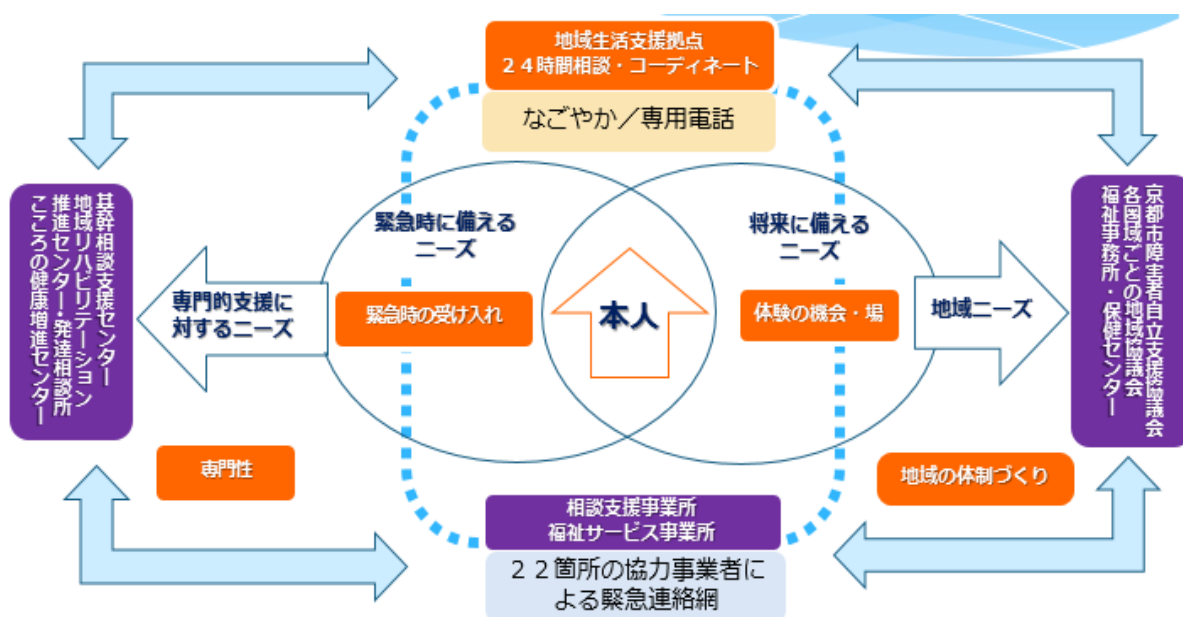 地域生活支援拠点
２４時間相談・コーディネート
なごやか／専用電話
基幹相談支援センター
地域リハビリテーション
推進センター・発達相談所
こころの健康増進センター
緊急時に備える
ニーズ
将来に備える
ニーズ
京都市障害者自立支援協議会
各圏域ごとの地域協議会
福祉事務所・保健センター
専門的支援に
対するニーズ
緊急時の受け入れ
本人
体験の機会・場
地域ニーズ
専門性
地域の体制づくり
相談支援事業所
福祉サービス事業所
２２箇所の協力事業者に
よる緊急連絡網